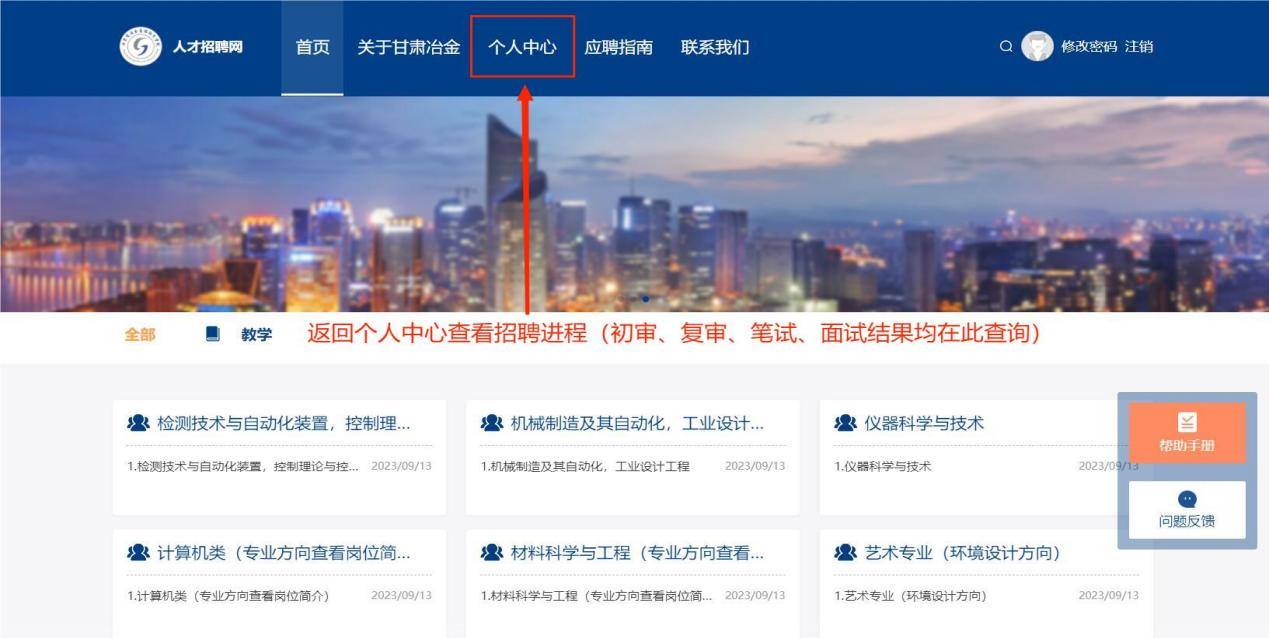 人才招聘网
首页
关于甘肃冶金
个人中心
应聘指南
联系我们
修改密码 注销
全部
教学
返回个人中心查看招聘进程（初审、复审、笔试、面试结果均在此查询）
检测技术与自动化装置，控制理...
1.检测技术与自动化装置，控制理论与控... 2023/09/13
机械制造及其自动化，工业设计...
1.机械制造及其自动化，工业设计工程 2023/09/13
仪器科学与技术
1.仪器科学与技术 2023/09/13
帮助手册
问题反馈
计算机类（专业方向查看岗位简...
1.计算机类（专业方向查看岗位简介） 2023/09/13
材料科学与工程（专业方向查看...
1.材料科学与工程（专业方向查看岗位简... 2023/09/13
艺术专业（环境设计方向）
1.艺术专业（环境设计方向） 2023/09/13